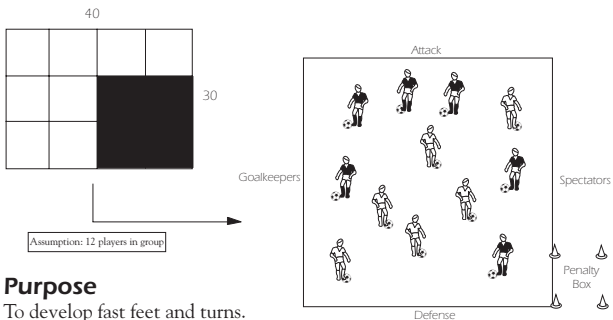 40
30
Attack
Goalkeepers
Spectators
Assumption: 12 players in group
Penalty
Box
Defense
Purpose
To develop fast feet and turns.